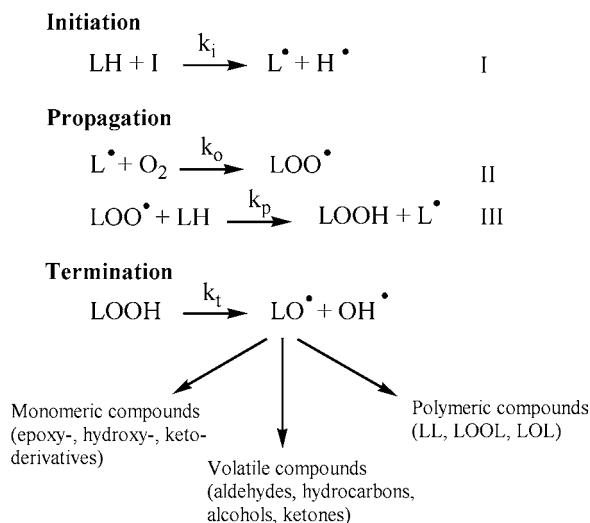 Initiation
kᵢ
LH + I L• + H• I
Propagation
kₒ
L• + O₂ LOO• II
kₚ
LOO• + LH LOOH + L• III
Termination
kₜ
LOOH LO• + OH•
Monomeric compounds
(epoxy-, hydroxy-, keto-
derivatives)
Volatile compounds
(aldehydes, hydrocarbons,
alcohols, ketones)
Polymeric compounds
(LL, LOOL, LOL)